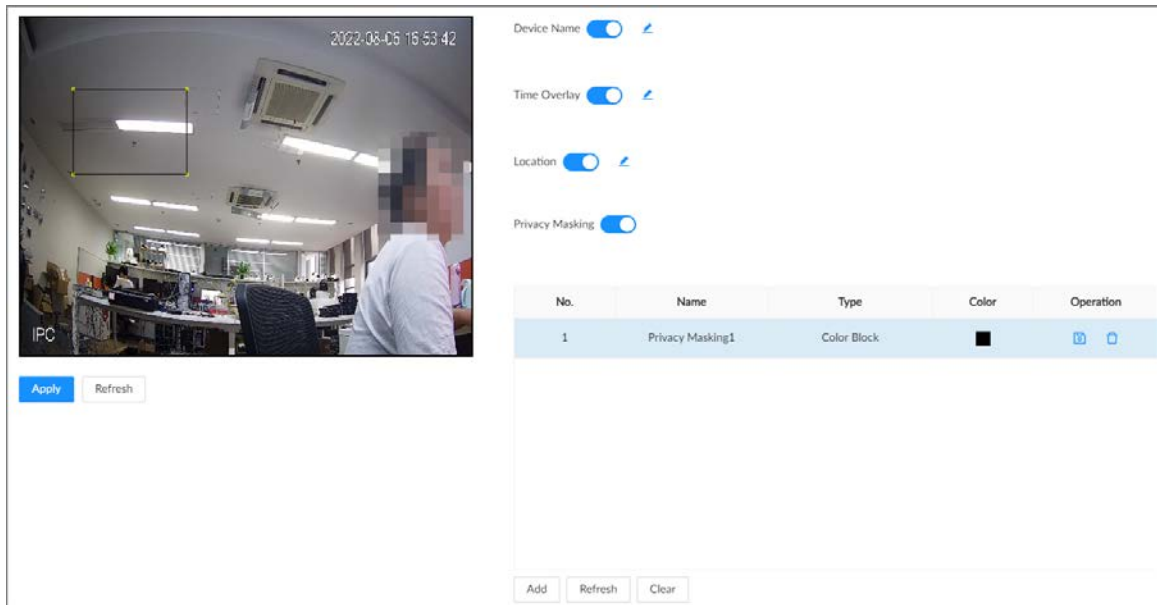 2022-08-05 16:53:42
IPC
Apply
Refresh
Device Name
Time Overlay
Location
Privacy Masking
No. Name Type Color Operation
1 Privacy Masking1 Color Block
Add Refresh Clear